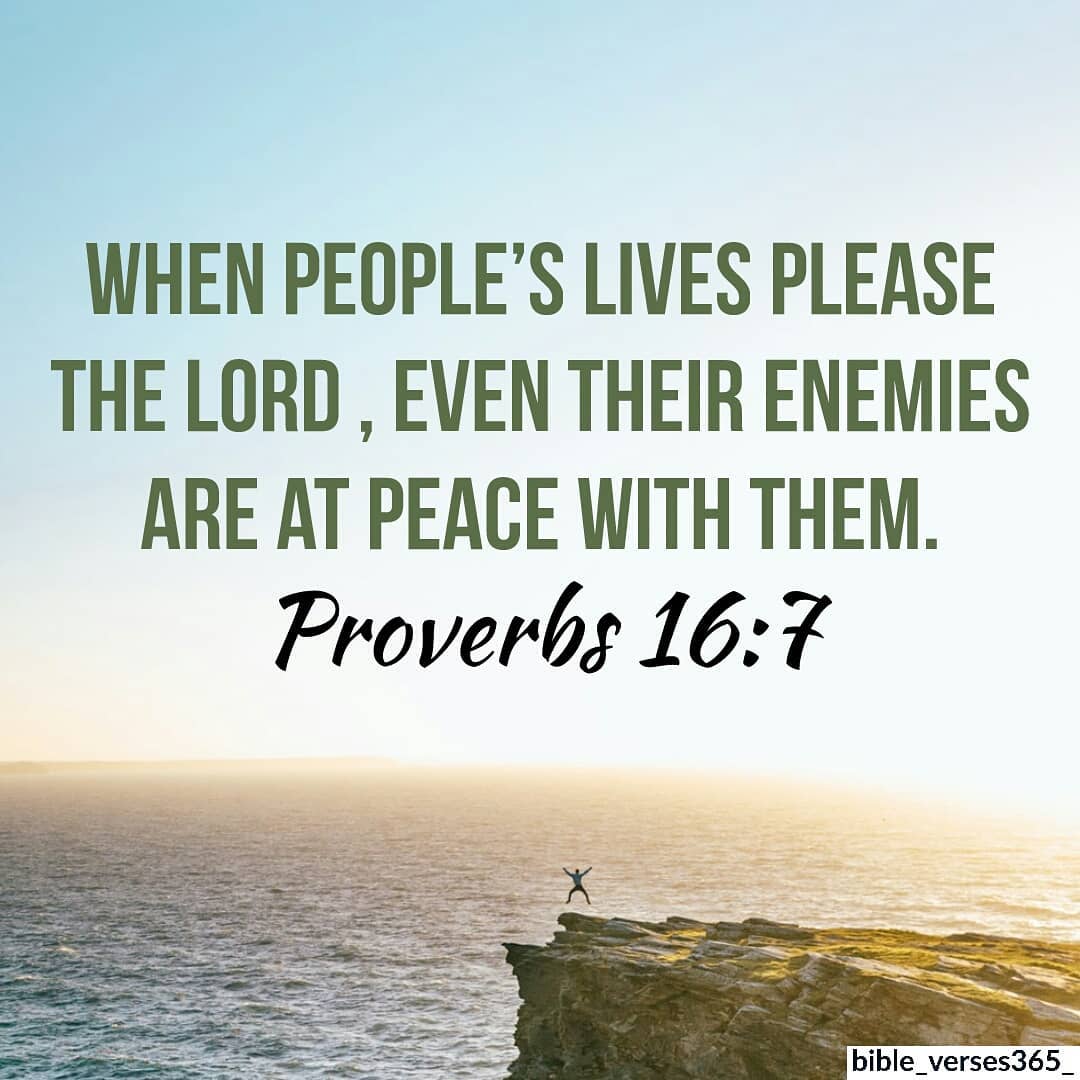 WHEN PEOPLE’S LIVES PLEASE
THE LORD , EVEN THEIR ENEMIES
ARE AT PEACE WITH THEM.
Proverbs 16:7
bible_verses365_